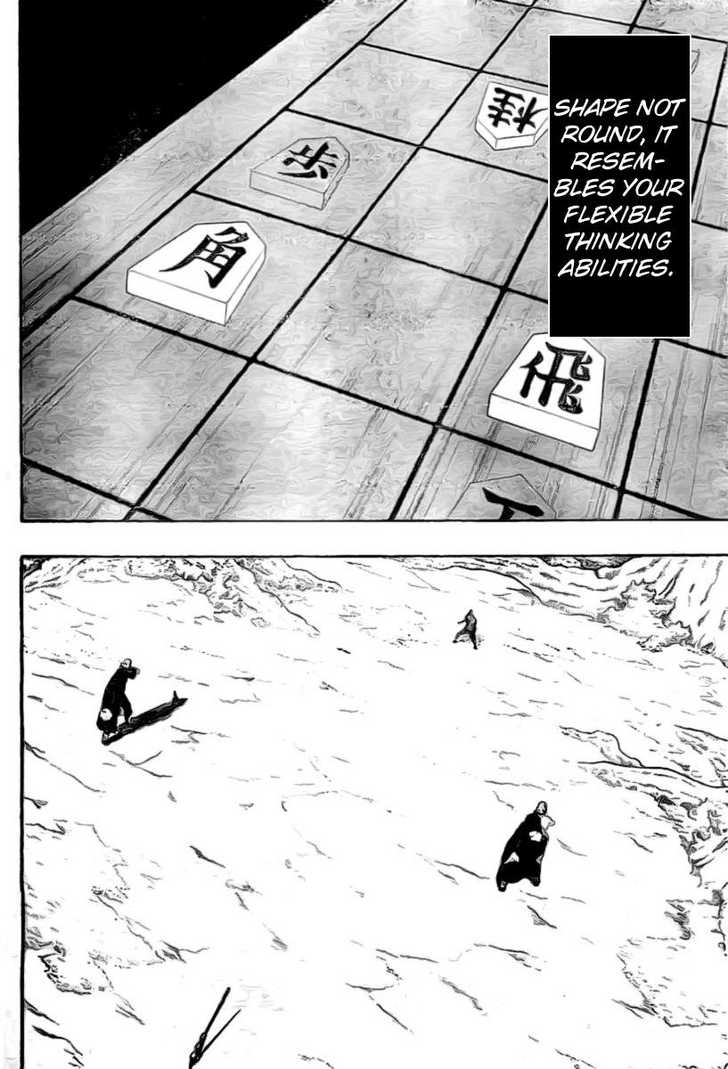 SHAPE NOT
ROUND, IT
RESEM-
BLES YOUR
FLEXIBLE
THINKING
ABILITIES.
桂
歩
角
飛